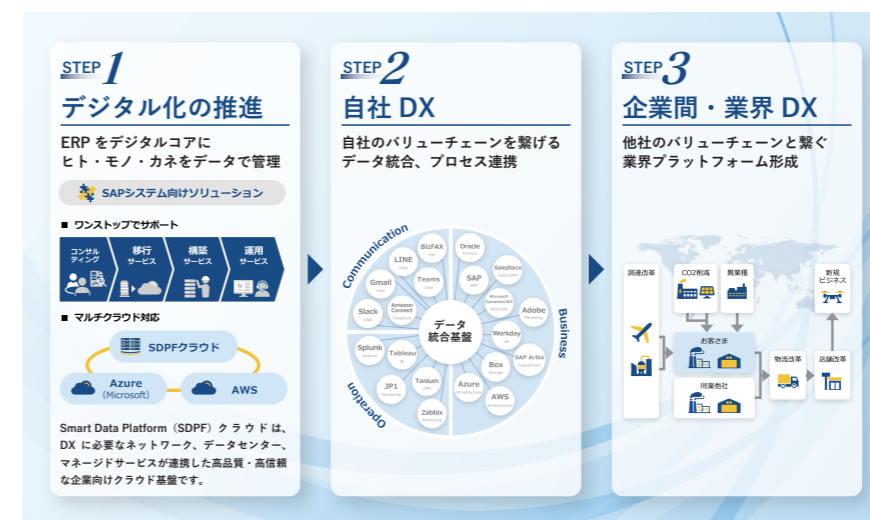 STEP 1
デジタル化の推進
ERP をデジタルコアに
ヒト・モノ・カネをデータで管理
SAPシステム向けソリューション
■ ワンストップでサポート
コンサル
ティング
移行
サービス
構築
サービス
運用
サービス
■ マルチクラウド対応
SDPFクラウド
Azure
(Microsoft)
AWS
Smart Data Platform（SDPF）クラウドは、
DX に必要なネットワーク、データセンター、
マネージドサービスが連携した高品質・高信頼
な企業向けクラウド基盤です。
STEP 2
自社 DX
自社のバリューチェーンを繋げる
データ統合、プロセス連携
Communication
BizFAX
LINE
Gmail
Teams
Slack
Amazon
Connect
Business
Oracle
Salesforce
SAP
Microsoft
Dynamics365
Adobe
Workday
SAP Ariba
Box
Azure
AWS
データ
統合基盤
Operation
Splunk
Tableau
JP1
Tanium
Zabbix
STEP 3
企業間・業界 DX
他社のバリューチェーンと繋ぐ
業界プラットフォーム形成
調達改革
CO2削減
異業種
新規
ビジネス
お客さま
同業他社
物流改革
店舗改革